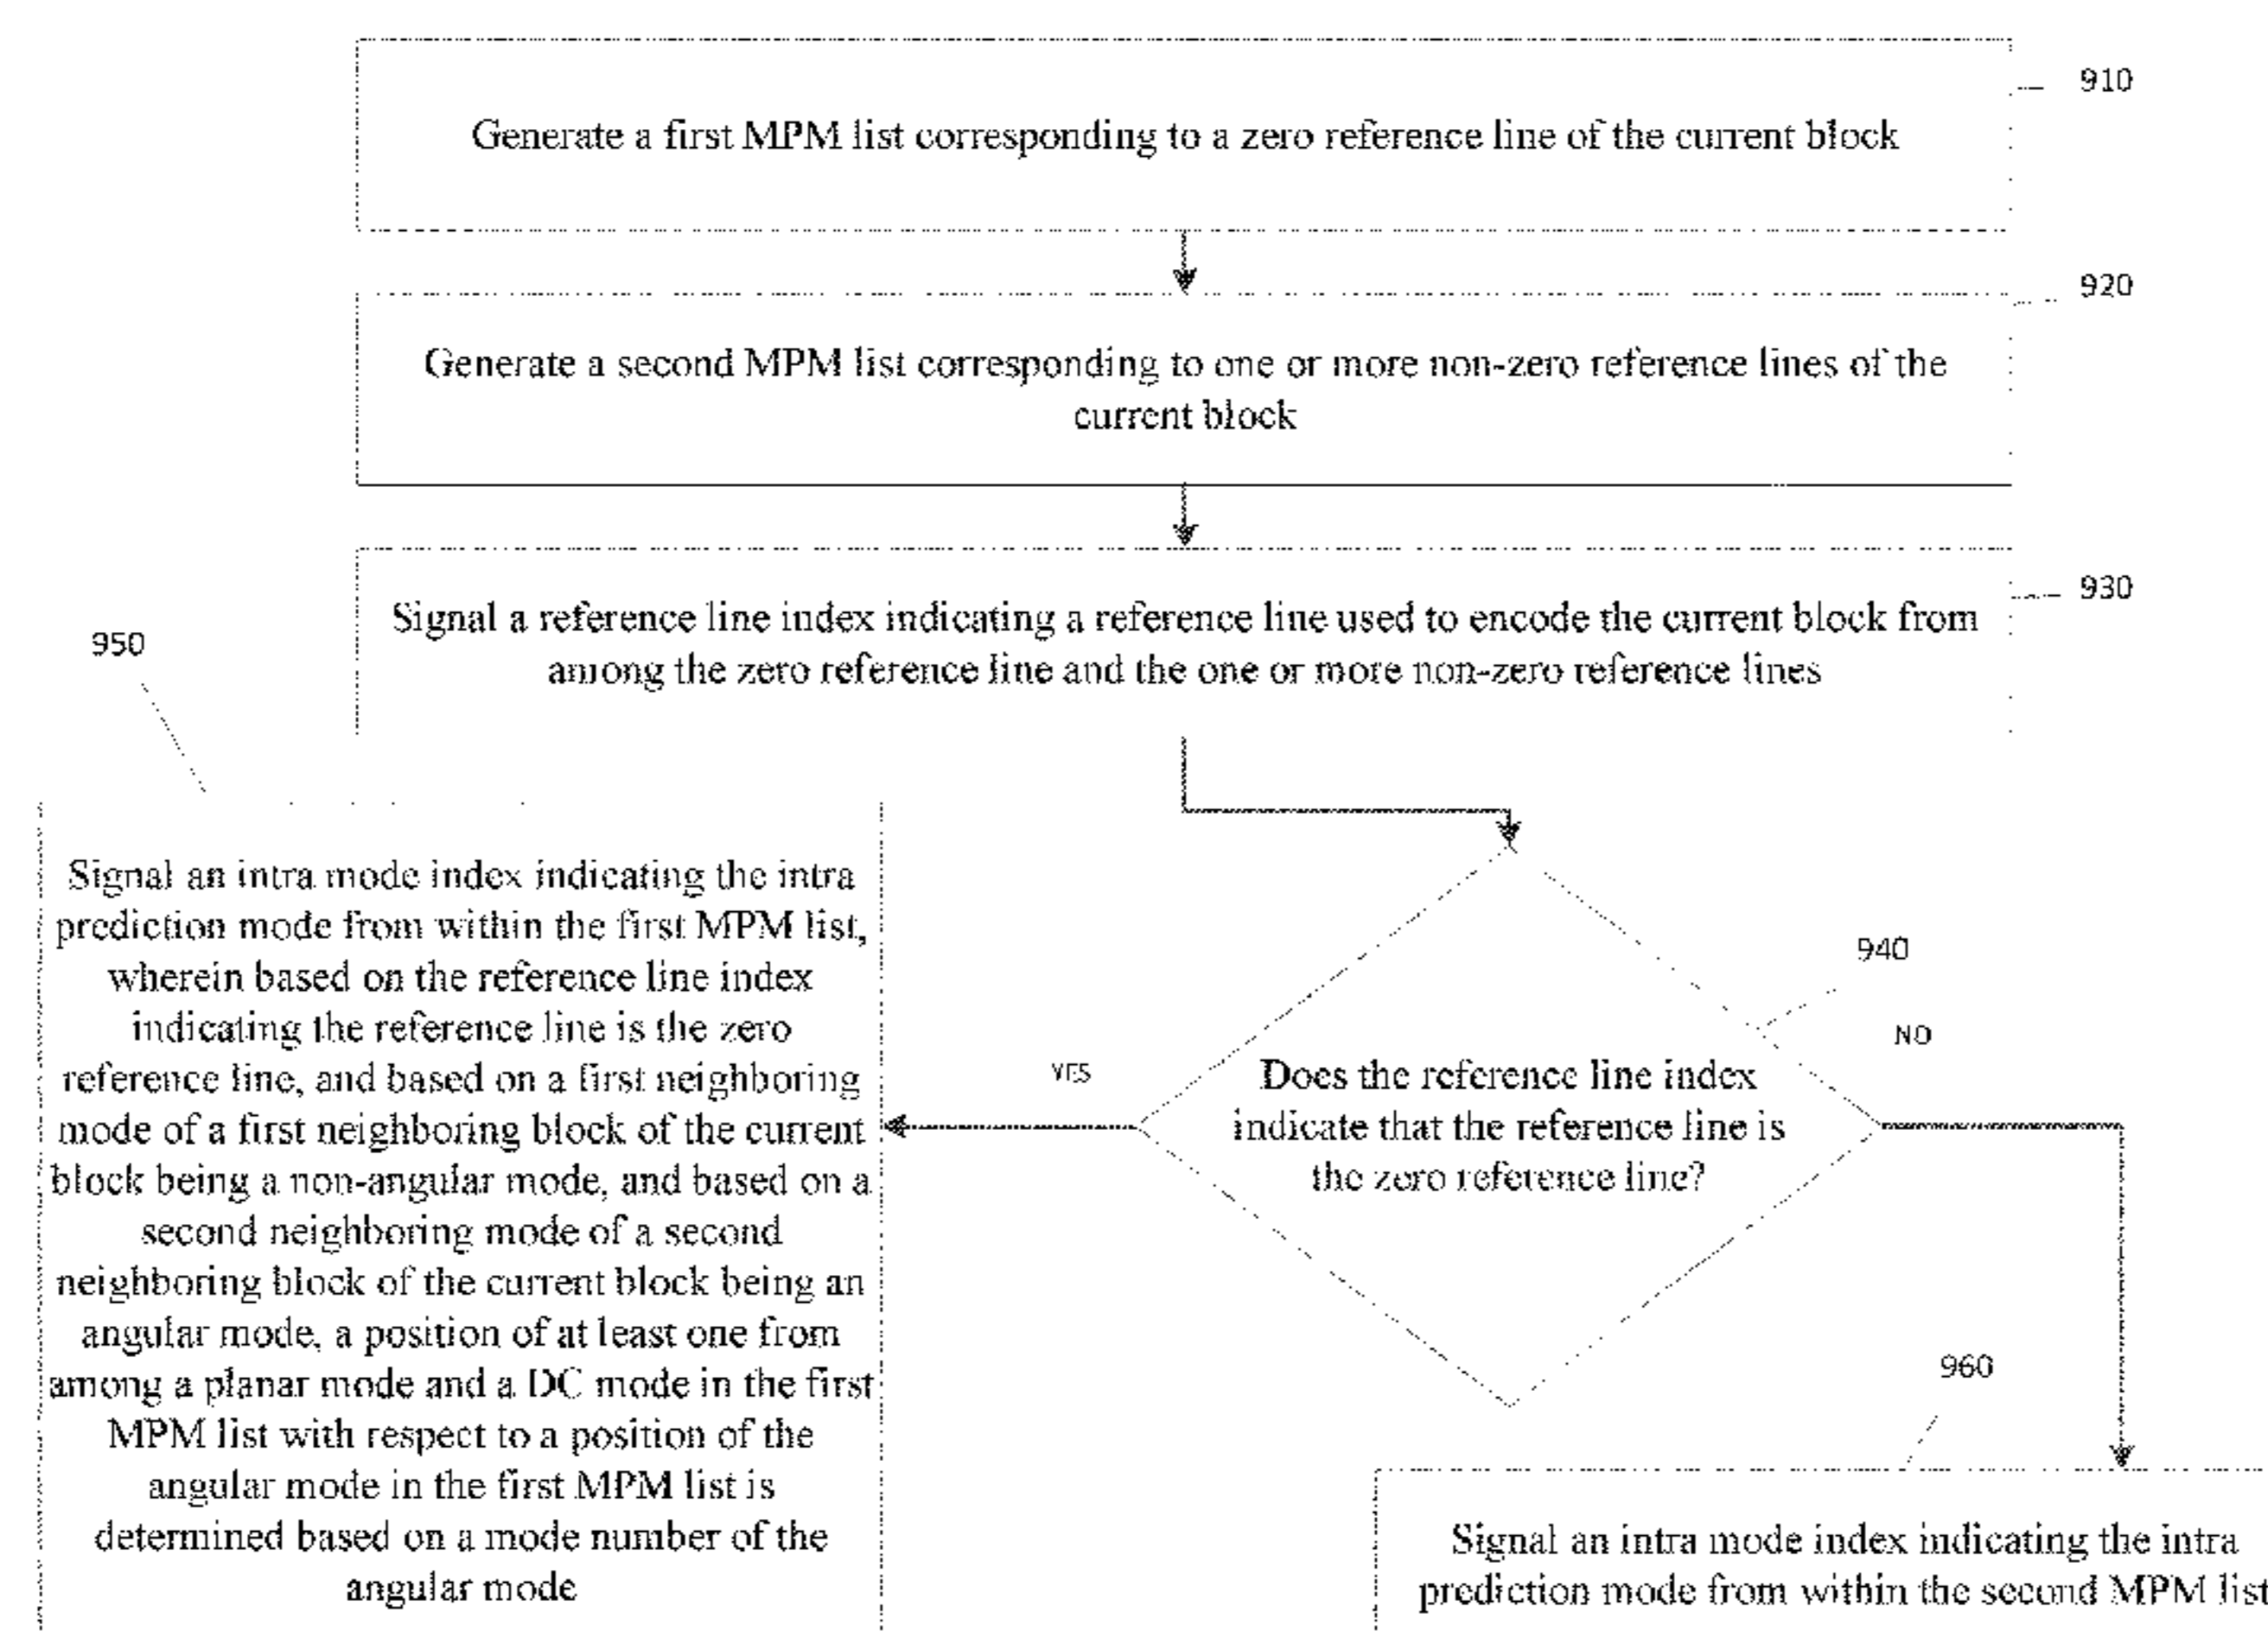 910
Generate a first MPM list corresponding to a zero reference line of the current block
920
Generate a second MPM list corresponding to one or more non-zero reference lines of the
current block
930
Signal a reference line index indicating a reference line used to encode the current block from
among the zero reference line and the one or more non-zero reference lines
950
Signal an intra mode index indicating the intra
prediction mode from within the first MPM list,
wherein based on the reference line index
indicating the reference line is the zero
reference line, and based on a first neighboring
mode of a first neighboring block of the current
block being a non-angular mode, and based on a
second neighboring mode of a second
neighboring block of the current block being an
angular mode, a position of at least one from
among a planar mode and a DC mode in the first
MPM list with respect to a position of the
angular mode in the first MPM list is
determined based on a mode number of the
angular mode
940
NO
YES
Does the reference line index
indicate that the reference line is
the zero reference line?
960
Signal an intra mode index indicating the intra
prediction mode from within the second MPM list